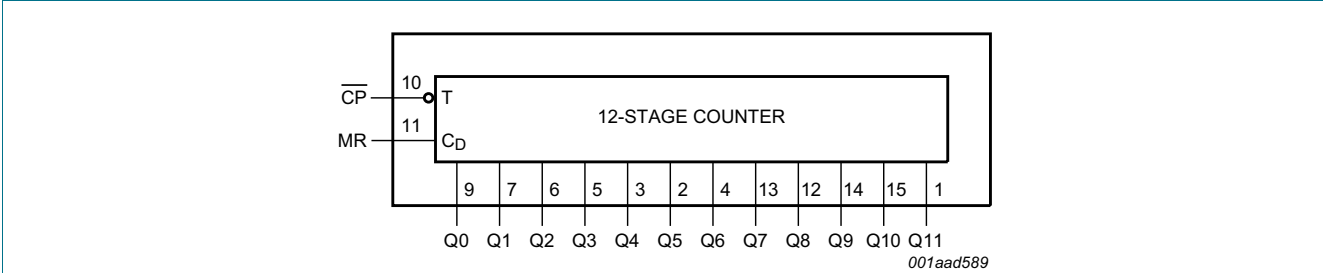 10
C̅P̅ T
12-STAGE COUNTER
11
MR CD
9 7 6 5 3 2 4 13 12 14 15 1
Q0 Q1 Q2 Q3 Q4 Q5 Q6 Q7 Q8 Q9 Q10 Q11
001aad589